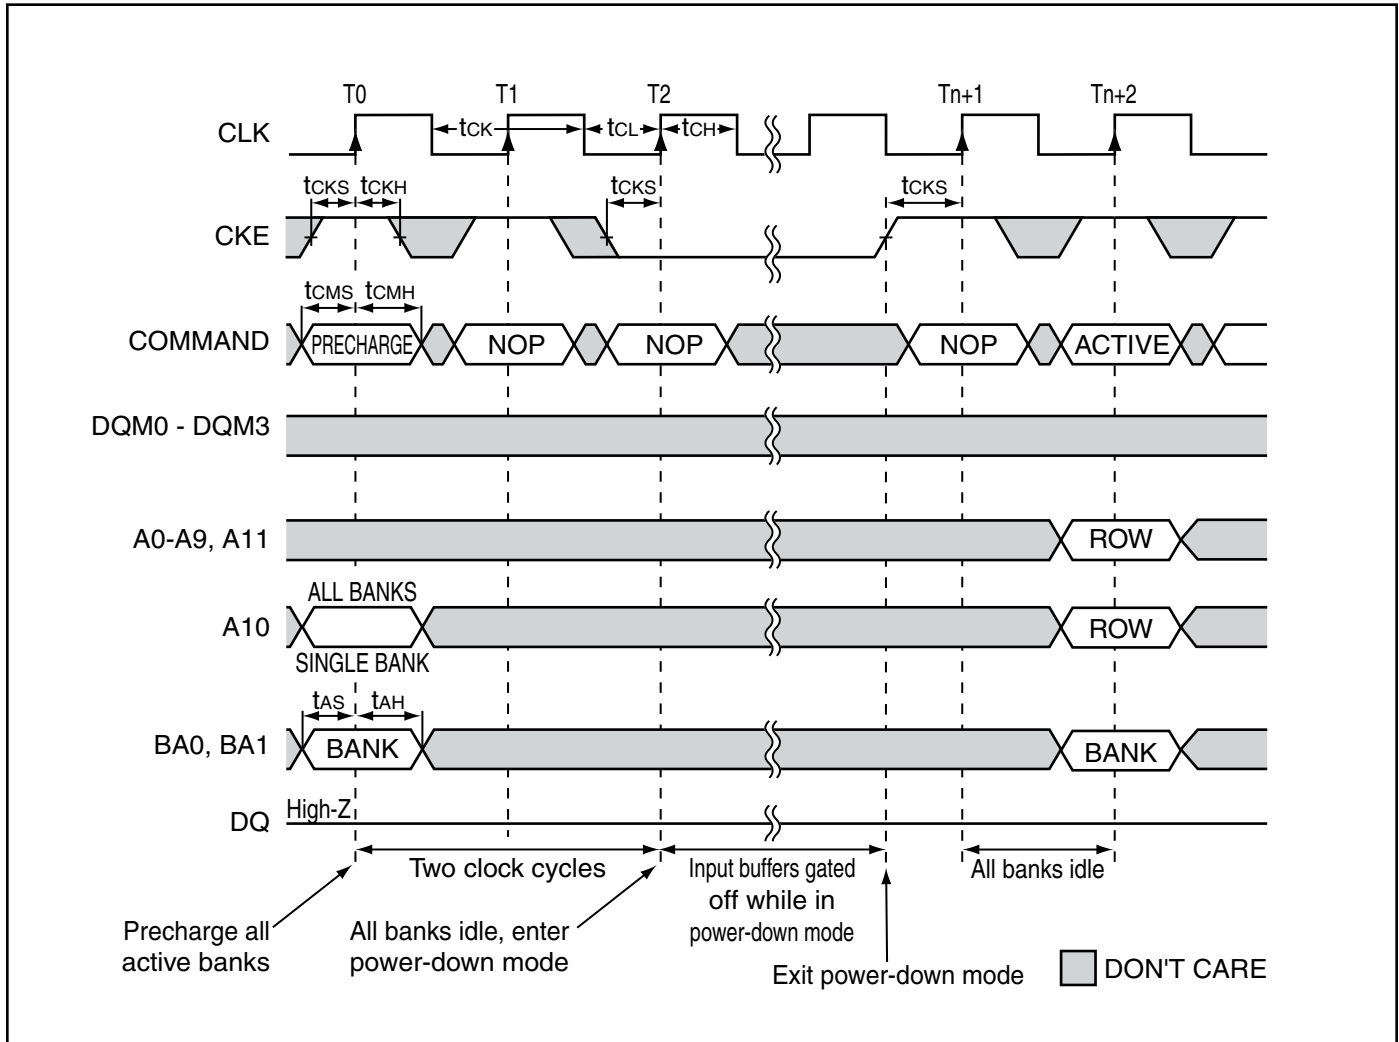 T0 T1 T2 Tn+1 Tn+2
CLK tCK tCL tCH
tCKS tCKH tCKS tCKS
CKE
tCMS tCMH
COMMAND PRECHARGE NOP NOP NOP ACTIVE
DQM0 - DQM3
A0-A9, A11 ROW
ALL BANKS
A10 ROW
SINGLE BANK
tAS tAH
BA0, BA1 BANK BANK
High-Z
DQ
Two clock cycles
Input buffers gated
off while in
power-down mode
All banks idle
Precharge all
active banks
All banks idle, enter
power-down mode
Exit power-down mode
DON'T CARE